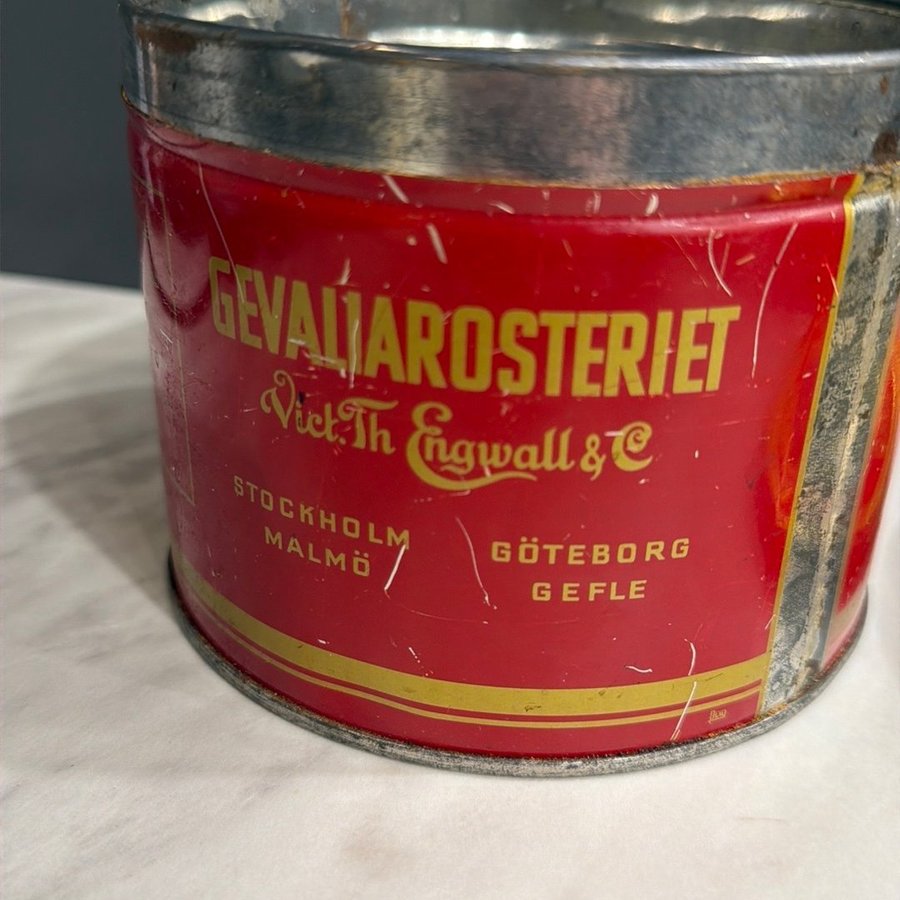 GEVALIAROSTERIET
Vict. Th Engwall & Co
STOCKHOLM
MALMÖ
GÖTEBORG
GEFLE